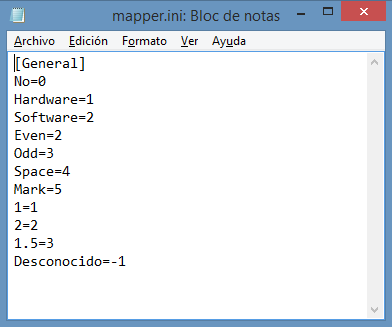 mapper.ini: Bloc de notas
Archivo Edición Formato Ver Ayuda
[General]
No=0
Hardware=1
Software=2
Even=2
Odd=3
Space=4
Mark=5
1=1
2=2
1.5=3
Desconocido=-1